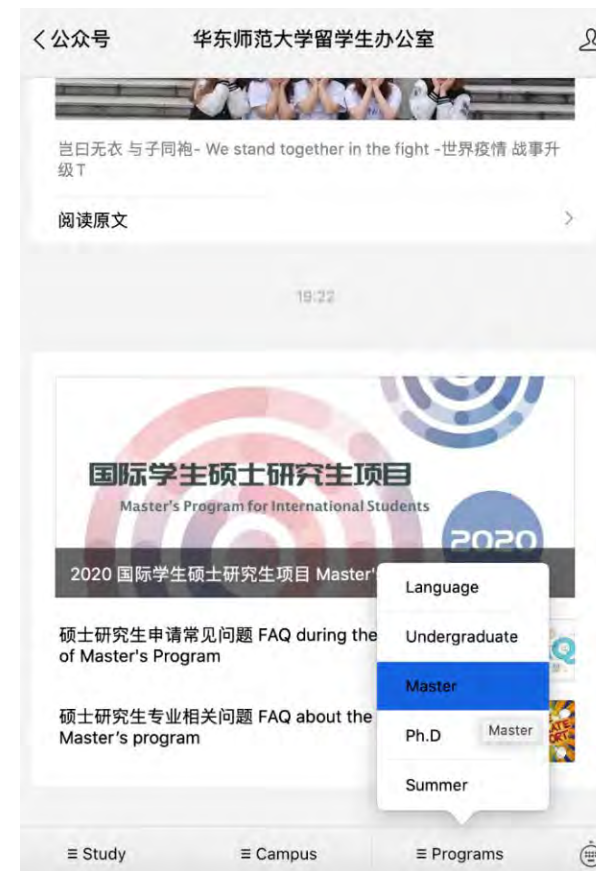 公众号
华东师范大学留学生办公室
岂曰无衣 与子同袍- We stand together in the fight -世界疫情 战事升
级T
阅读原文
19:22
国际学生硕士研究生项目
Master's Program for International Students
2020
2020 国际学生硕士研究生项目 Master'
硕士研究生申请常见问题 FAQ during the
of Master's Program
硕士研究生专业相关问题 FAQ about the
Master's program
Language
Undergraduate
Master
Ph.D
Master
Summer
Study
Campus
Programs